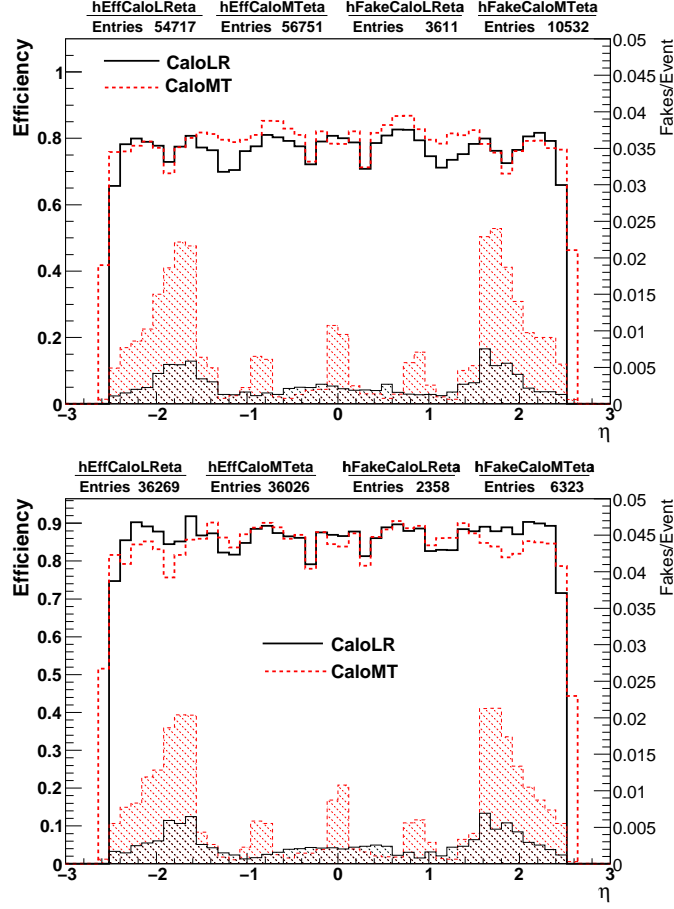 hEffCaloLReta hEffCaloMTeta hFakeCaloLReta hFakeCaloMTeta
Entries 54717 Entries 56751 Entries 3611 Entries 10532
Efficiency
Fakes/Event
CaloLR
CaloMT
1
0.8
0.6
0.4
0.2
0
0.05
0.045
0.04
0.035
0.03
0.025
0.02
0.015
0.01
0.005
0
−3 −2 −1 0 1 2 3
η
hEffCaloLReta hEffCaloMTeta hFakeCaloLReta hFakeCaloMTeta
Entries 36269 Entries 36026 Entries 2358 Entries 6323
Efficiency
Fakes/Event
CaloLR
CaloMT
0.9
0.8
0.7
0.6
0.5
0.4
0.3
0.2
0.1
0
0.05
0.045
0.04
0.035
0.03
0.025
0.02
0.015
0.01
0.005
0
−3 −2 −1 0 1 2 3
η